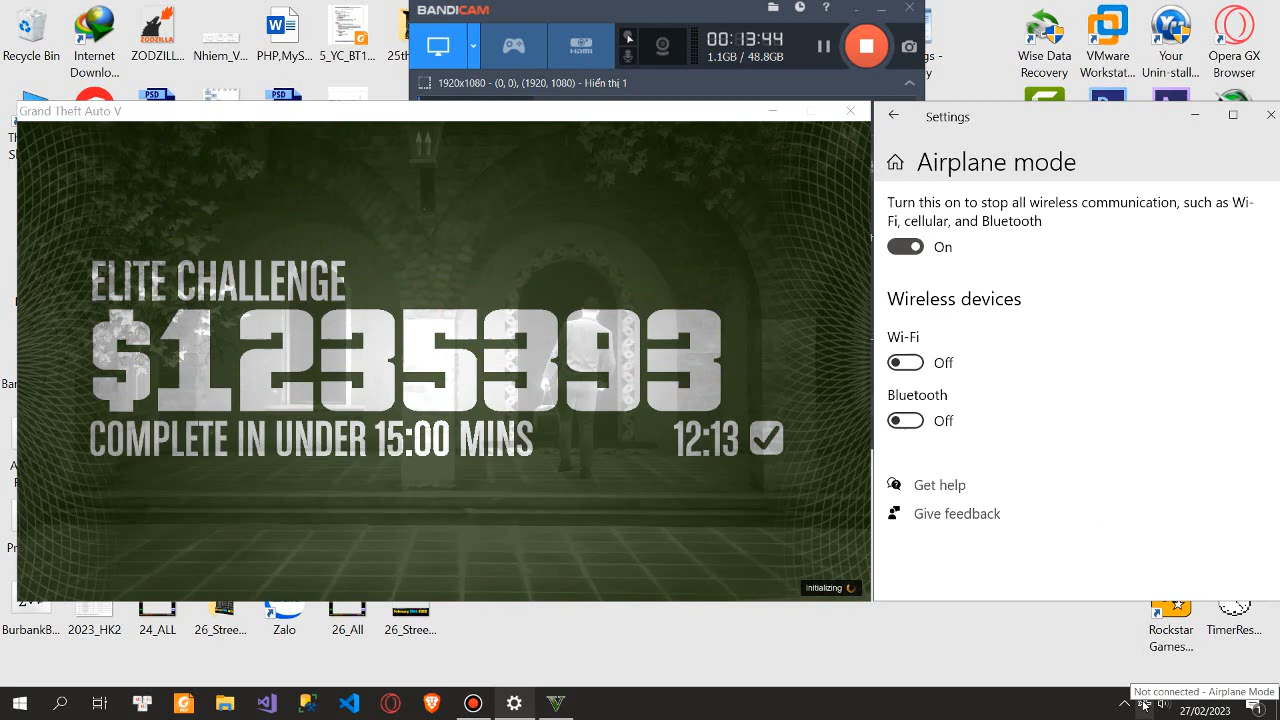 BANDICAM
00:13:44
1.1GB / 48.8GB
1920x1080 - (0, 0), (1920, 1080) - Hiển thị 1
Recycle Bin
Internet Downlo...
ZODZILLA
ZODZILL...
Nhien V...
PHP.MyS...
5_YC_BT1...
25th
Wise Data Recovery
VMware Workstat...
Your Unin-stall...
Opera GX Browser
PSD
PSD
Grand Theft Auto V
ELITE CHALLENGE
$1235393
COMPLETE IN UNDER 15:00 MINS
12:13
Initializing
Settings
Airplane mode
Turn this on to stop all wireless communication, such as Wi-
Fi, cellular, and Bluetooth
On
Wireless devices
Wi-Fi
Off
Bluetooth
Off
Get help
Give feedback
BurbankB...
2023_HK2
24_ALL
26_Stree...
Zalo
26_All
26_Stree...
Rockstar Games...
TimerRes...
Not connected - Airplane Mode
27/02/2023